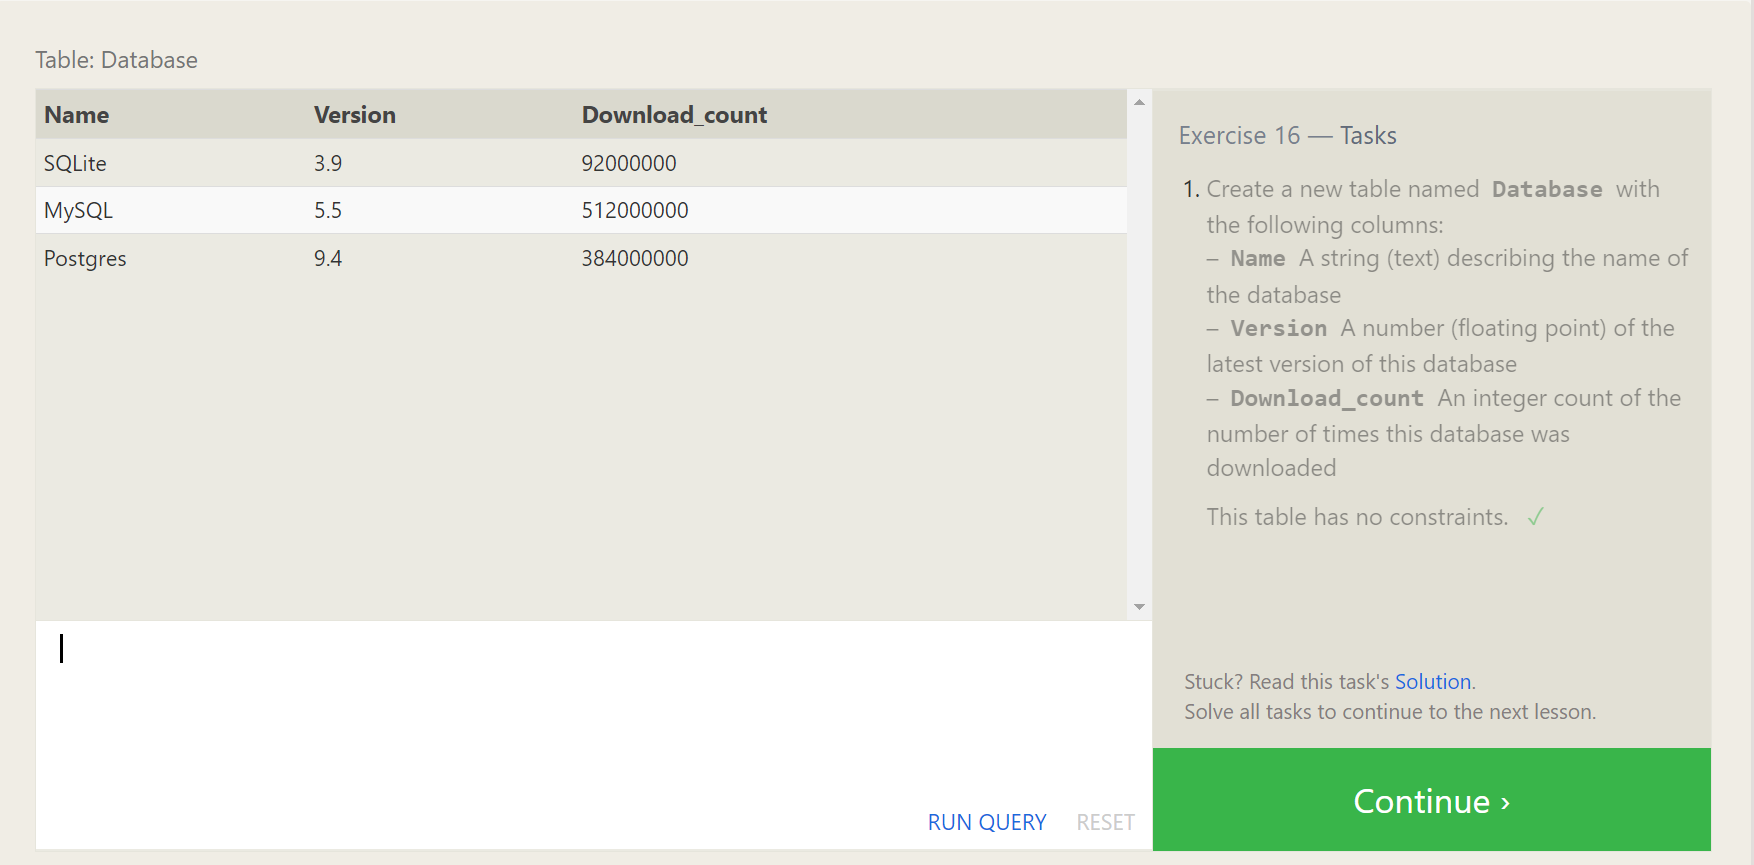 Table: Database
Name Version Download_count
SQLite 3.9 92000000
MySQL 5.5 512000000
Postgres 9.4 384000000
RUN QUERY RESET
Exercise 16 — Tasks
1. Create a new table named Database with
the following columns:
– Name A string (text) describing the name of
the database
– Version A number (floating point) of the
latest version of this database
– Download_count An integer count of the
number of times this database was
downloaded
This table has no constraints. ✓
Stuck? Read this task's Solution.
Solve all tasks to continue to the next lesson.
Continue ›